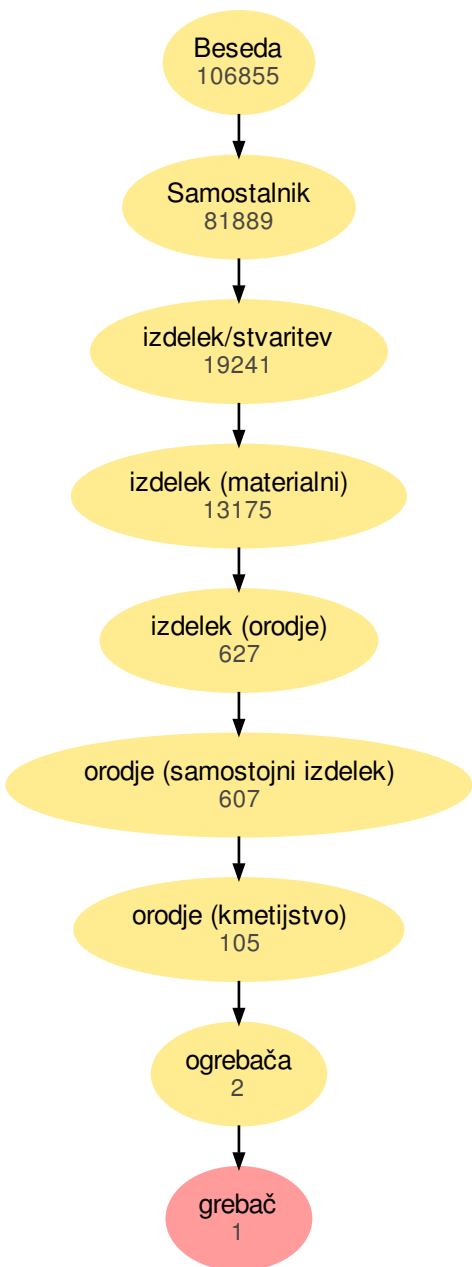 Beseda
106855
Samostalnik
81889
izdelek/stvaritev
19241
izdelek (materialni)
13175
izdelek (orodje)
627
orodje (samostojni izdelek)
607
orodje (kmetijstvo)
105
ogrebača
2
grebač
1